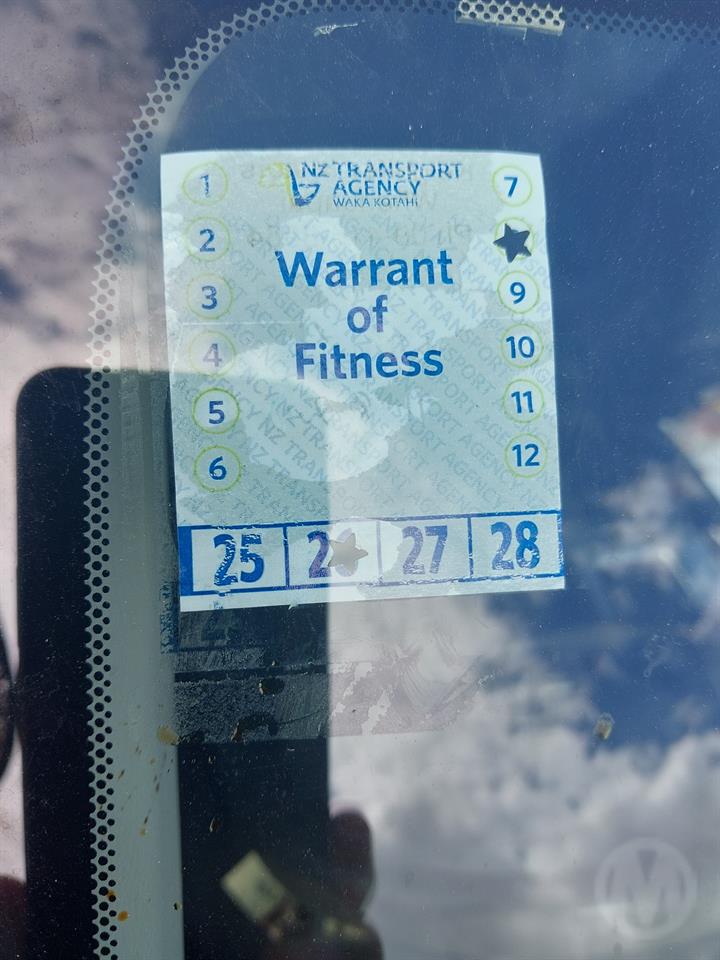 NZ TRANSPORT
AGENCY
WAKA KOTAHI
Warrant
of
Fitness
1
2
3
4
5
6
7
9
10
11
12
25 26 27 28
M